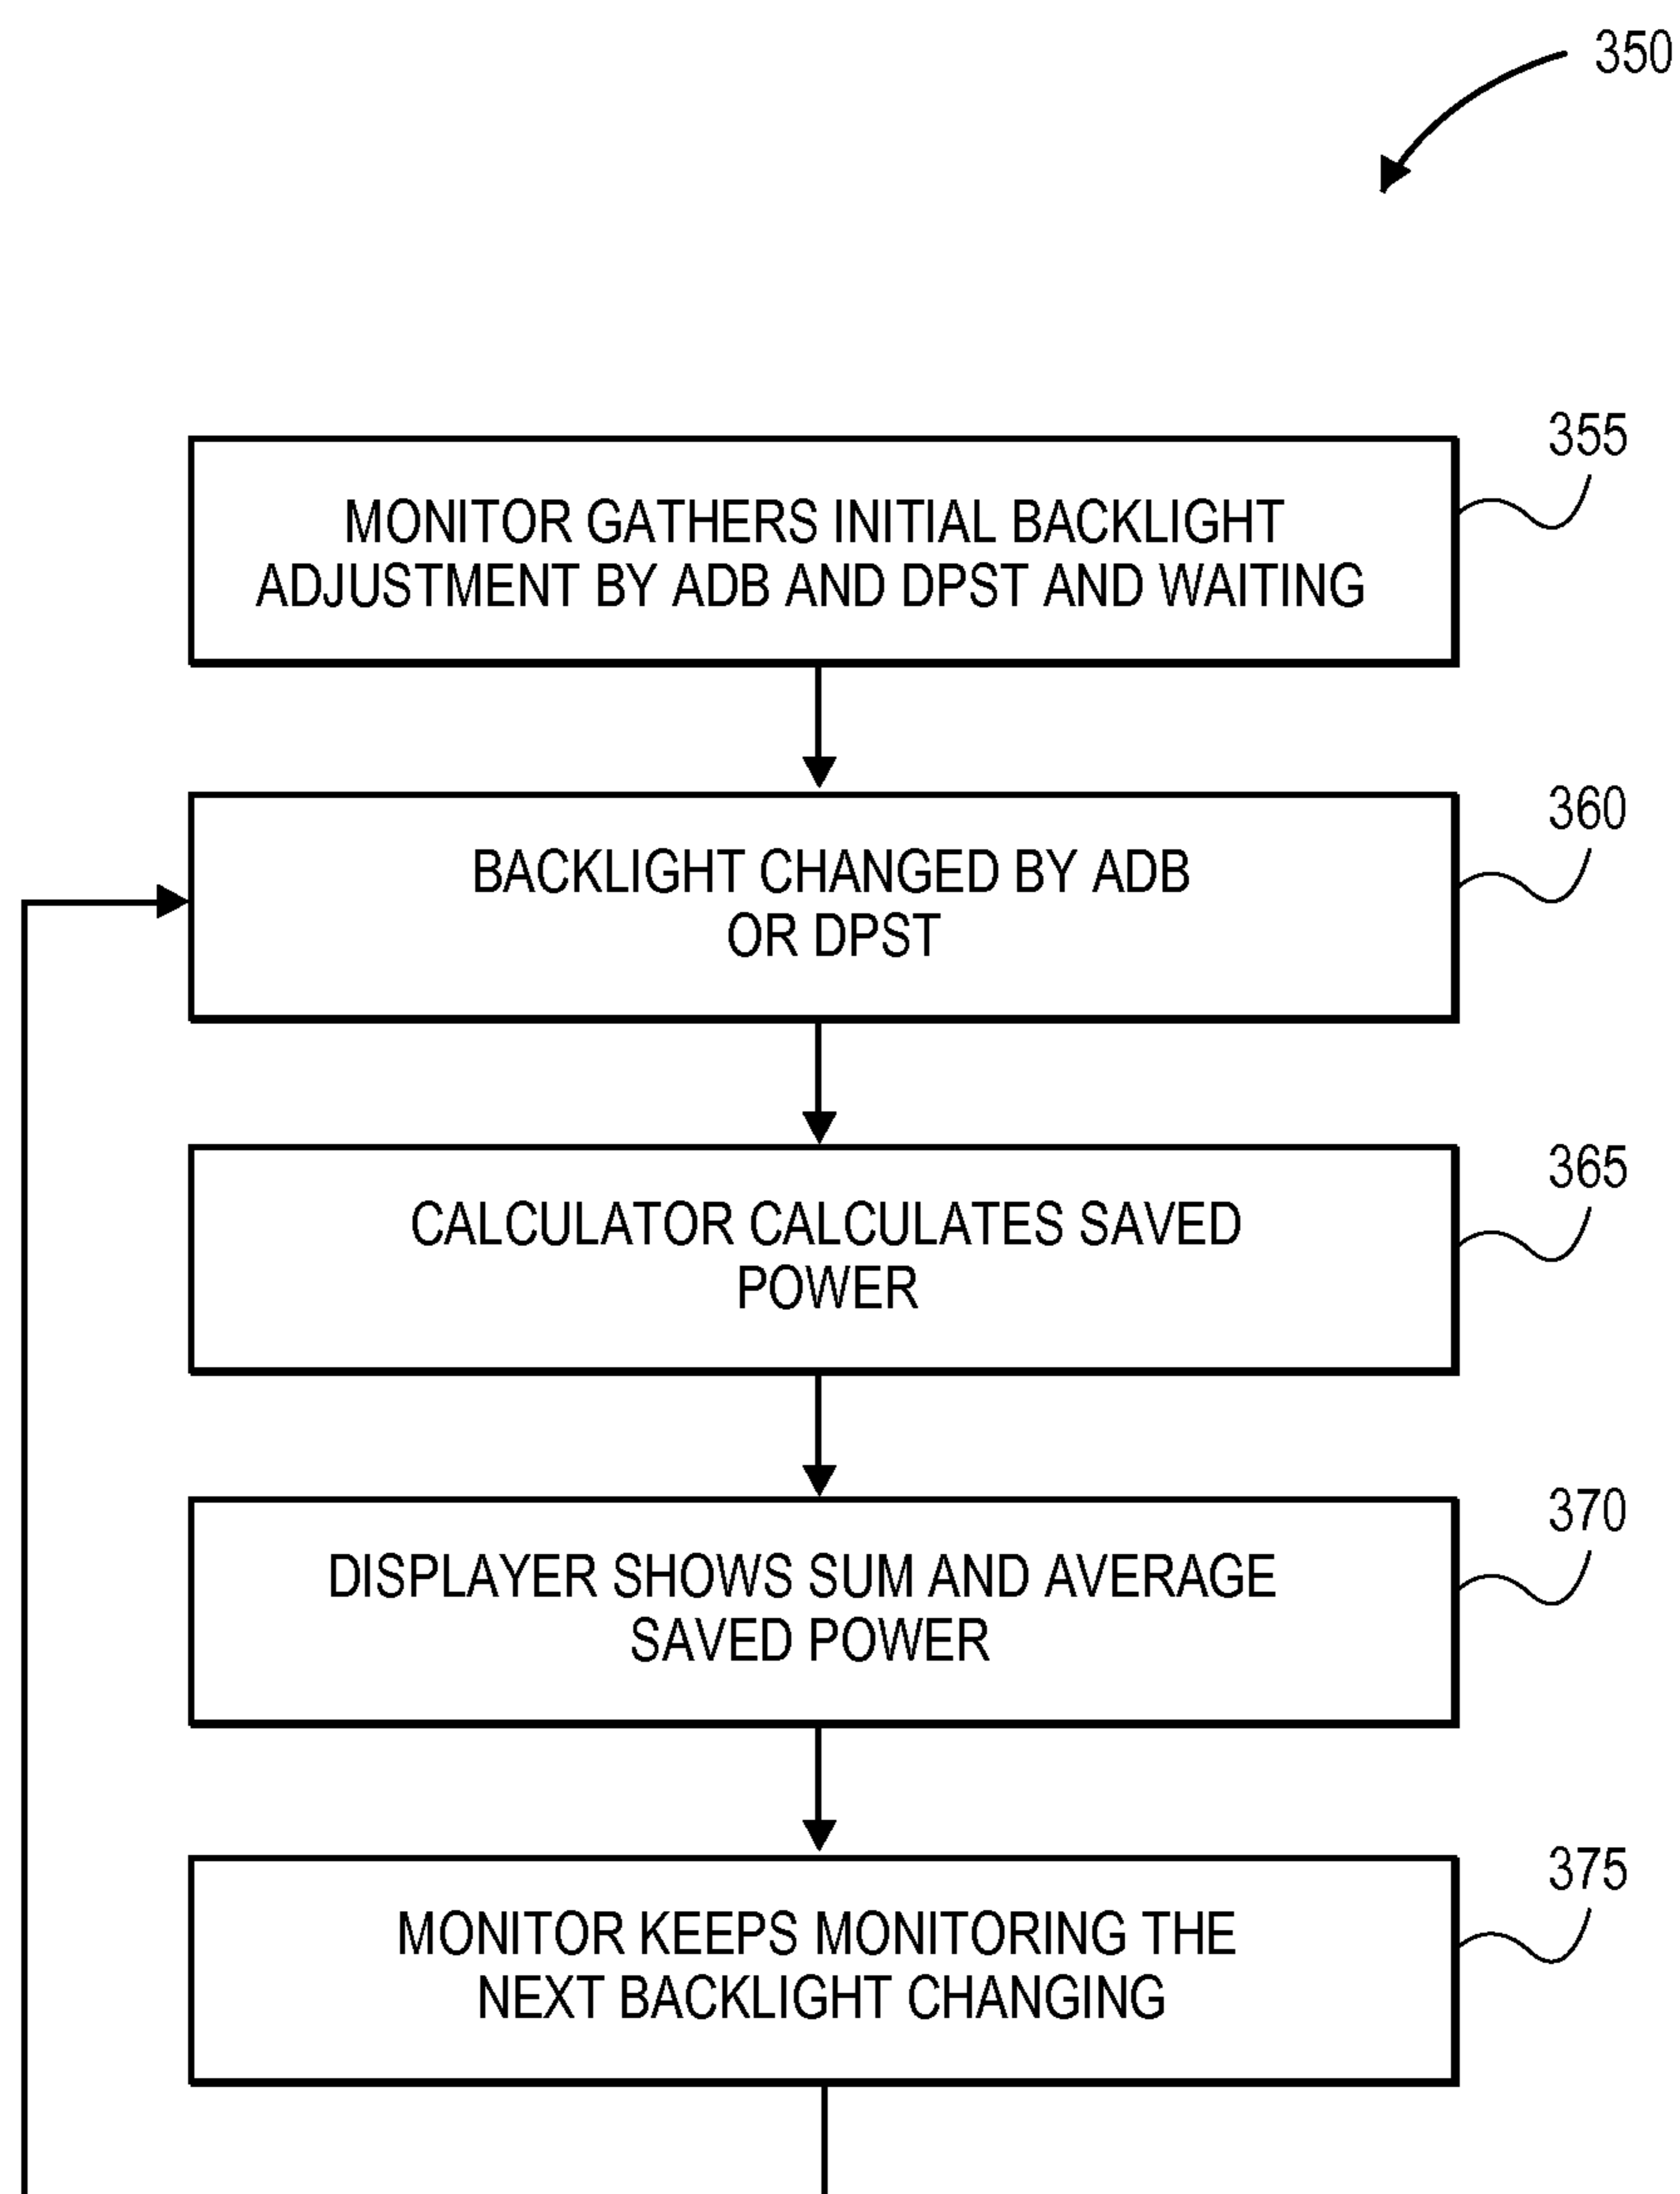 350
355
MONITOR GATHERS INITIAL BACKLIGHT
ADJUSTMENT BY ADB AND DPST AND WAITING
360
BACKLIGHT CHANGED BY ADB
OR DPST
365
CALCULATOR CALCULATES SAVED
POWER
370
DISPLAYER SHOWS SUM AND AVERAGE
SAVED POWER
375
MONITOR KEEPS MONITORING THE
NEXT BACKLIGHT CHANGING